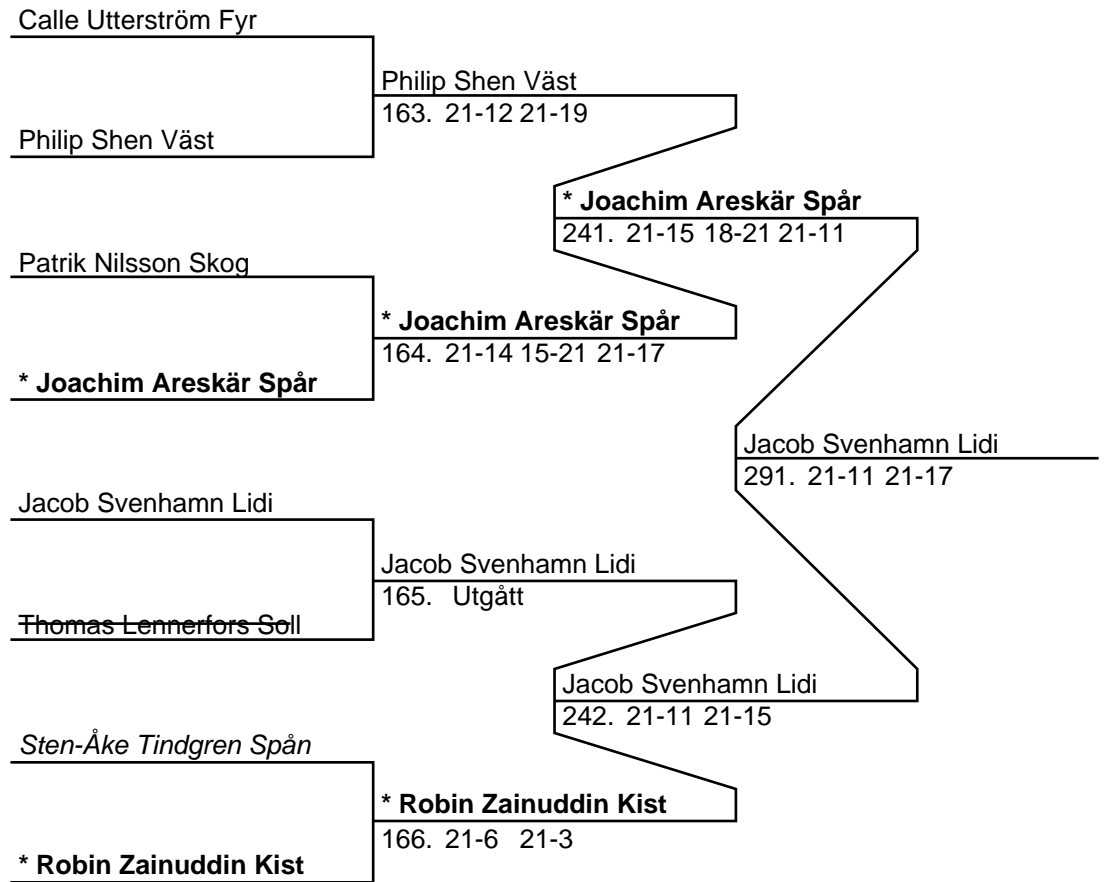 Calle Utterström Fyr
Philip Shen Väst
163. 21-12 21-19
Philip Shen Väst
* Joachim Areskär Spår
241. 21-15 18-21 21-11
Patrik Nilsson Skog
* Joachim Areskär Spår
164. 21-14 15-21 21-17
* Joachim Areskär Spår
Jacob Svenhamn Lidi
291. 21-11 21-17
Jacob Svenhamn Lidi
Jacob Svenhamn Lidi
165. Utgått
Thomas Lennerfors Soll
Jacob Svenhamn Lidi
242. 21-11 21-15
Sten-Åke Tindgren Spån
* Robin Zainuddin Kist
166. 21-6 21-3
* Robin Zainuddin Kist